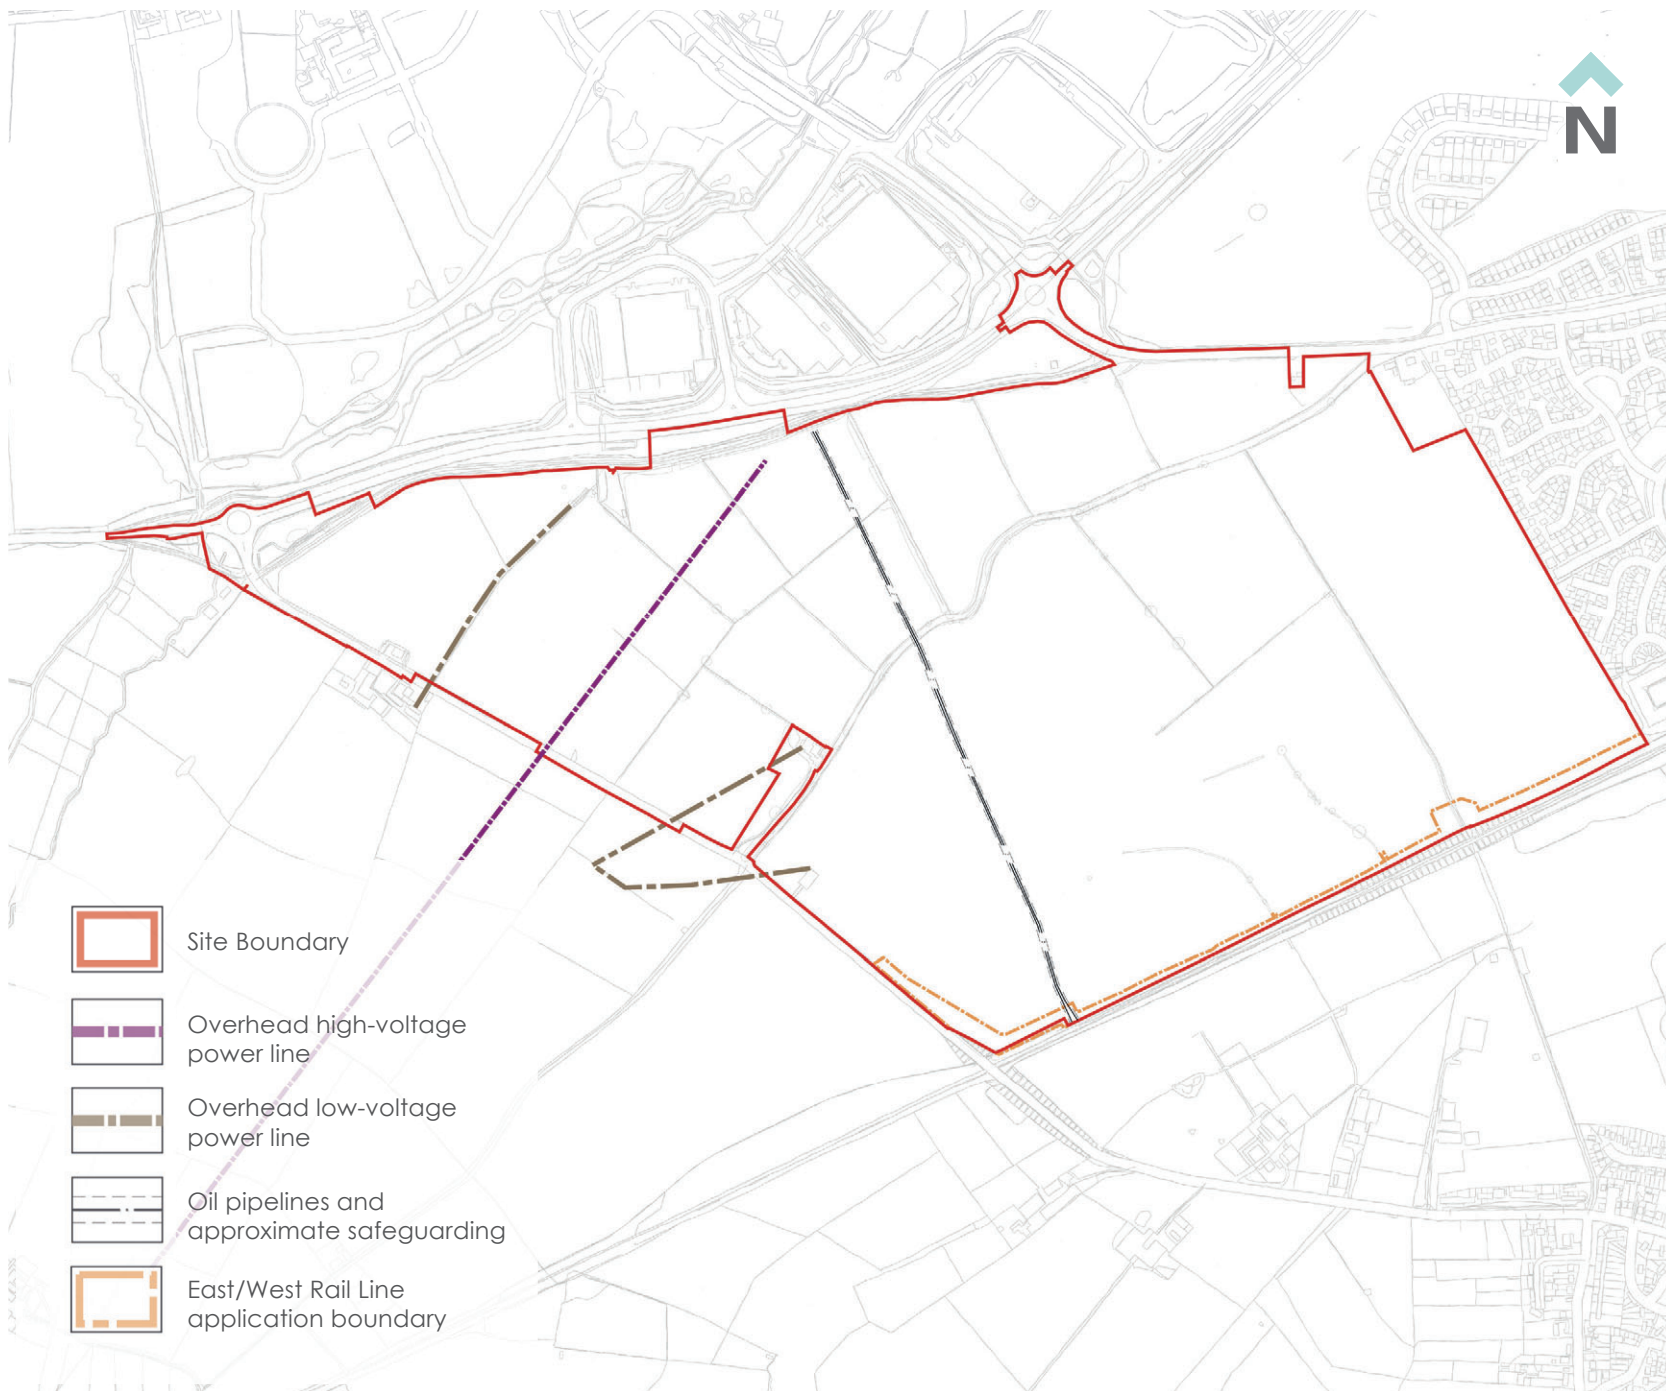 N
Site Boundary
Overhead high-voltage
power line
Overhead low-voltage
power line
Oil pipelines and
approximate safeguarding
East/West Rail Line
application boundary